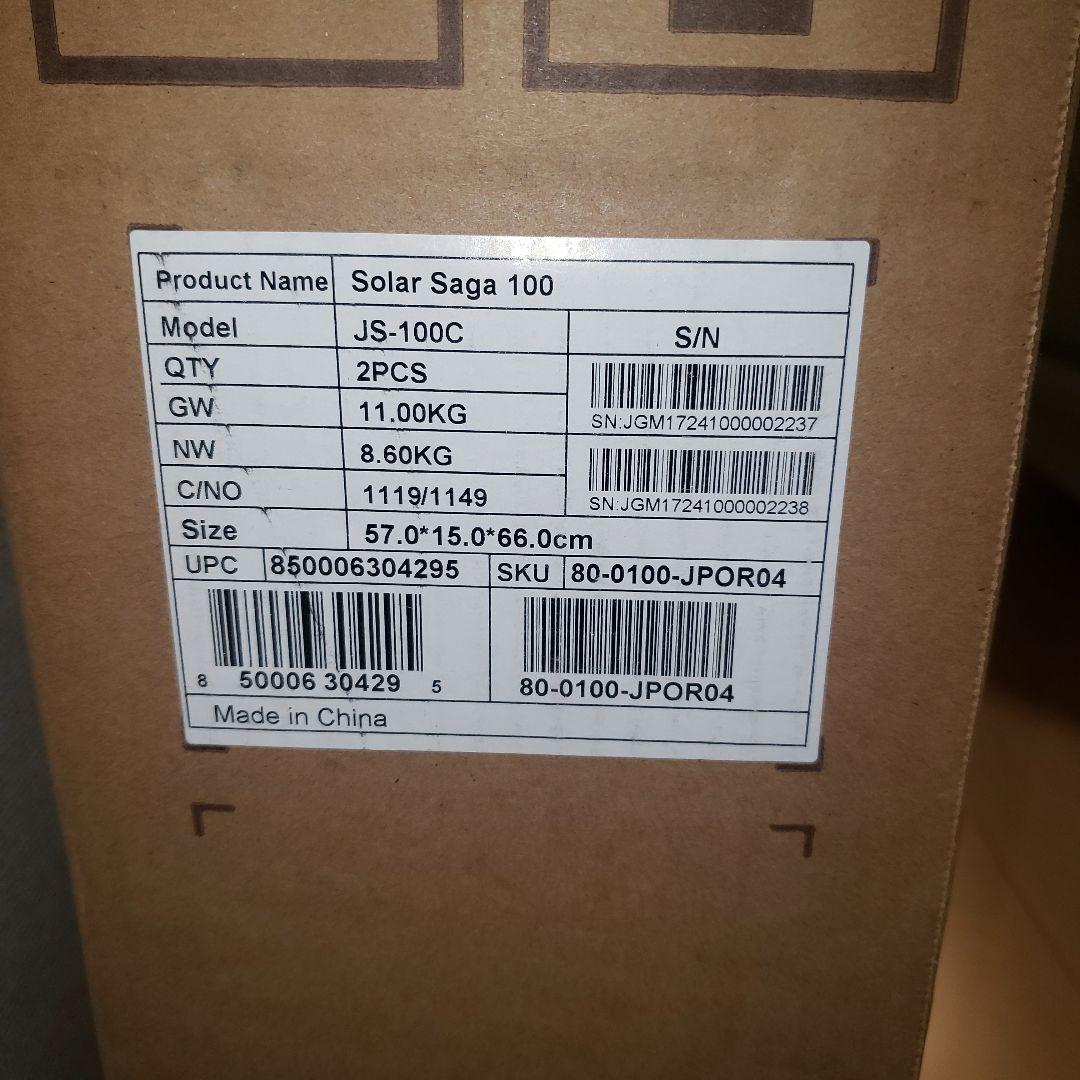 Product Name Solar Saga 100
Model JS-100C S/N
QTY 2PCS
SN:JGM17241000002237
GW 11.00KG
NW 8.60KG
C/NO 1119/1149
SN:JGM17241000002238
Size 57.0*15.0*66.0cm
UPC 850006304295 SKU 80-0100-JPOR04
8 50006 30429 5 80-0100-JPOR04
Made in China